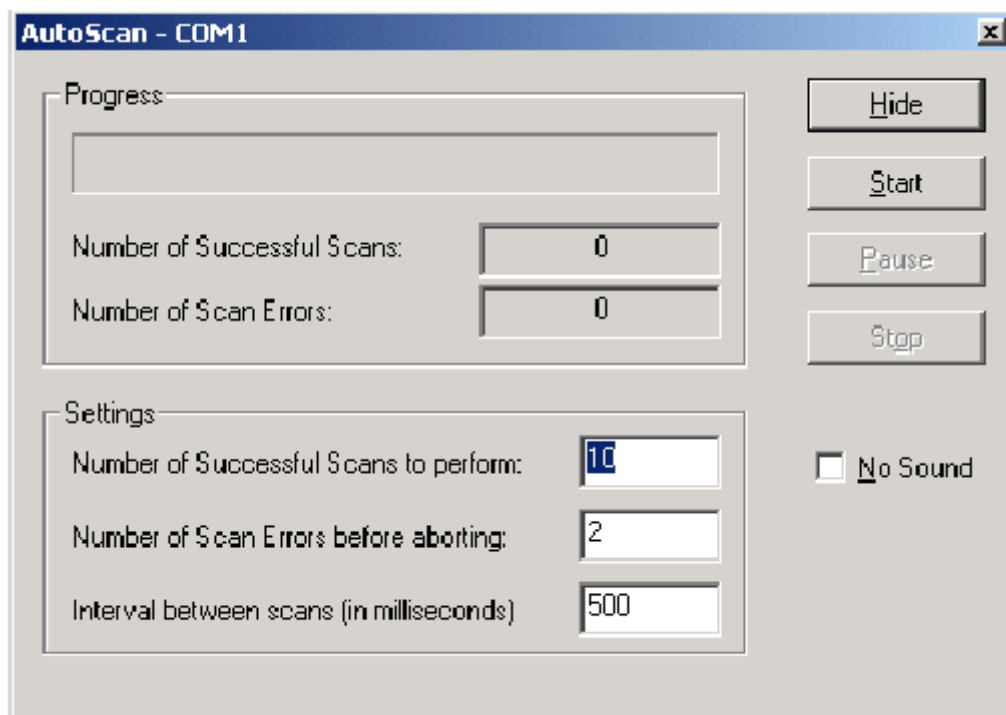 AutoScan - COM1
Progress
Hide
Start
Number of Successful Scans: 0
Pause
Number of Scan Errors: 0
Stop
Settings
Number of Successful Scans to perform: 10
No Sound
Number of Scan Errors before aborting: 2
Interval between scans (in milliseconds) 500